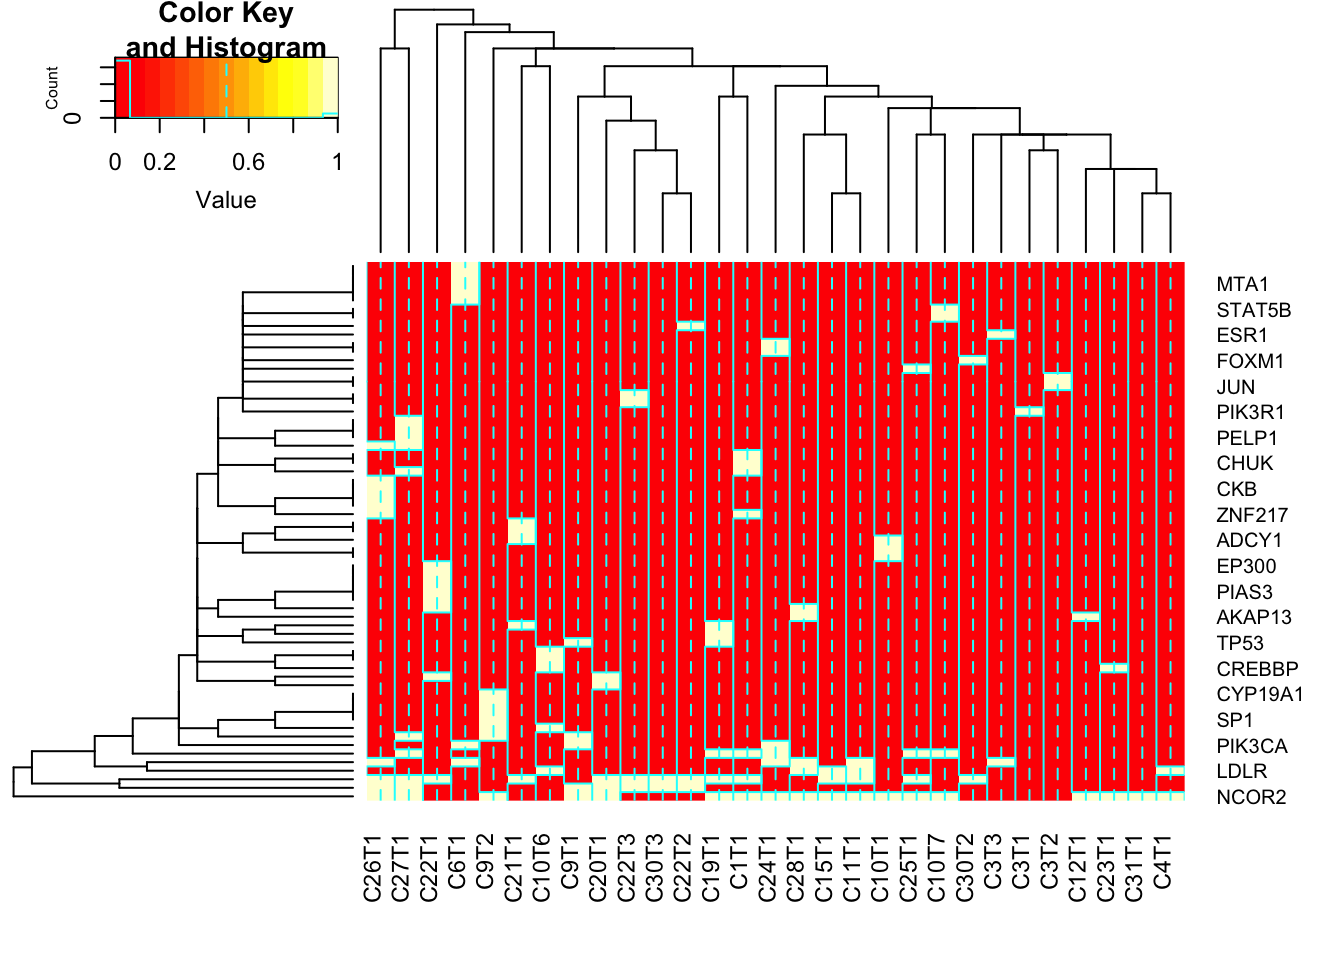 Color Key
and Histogram
Count
0
0 0.2 0.6 1
Value
MTA1
STAT5B
ESR1
FOXM1
JUN
PIK3R1
PELP1
CHUK
CKB
ZNF217
ADCY1
EP300
PIAS3
AKAP13
TP53
CREBBP
CYP19A1
SP1
PIK3CA
LDLR
NCOR2
C26T1
C27T1
C22T1
C6T1
C9T2
C21T1
C10T6
C9T1
C20T1
C22T3
C30T3
C22T2
C19T1
C1T1
C24T1
C28T1
C15T1
C11T1
C10T1
C25T1
C10T7
C30T2
C3T3
C3T1
C3T2
C12T1
C23T1
C31T1
C4T1